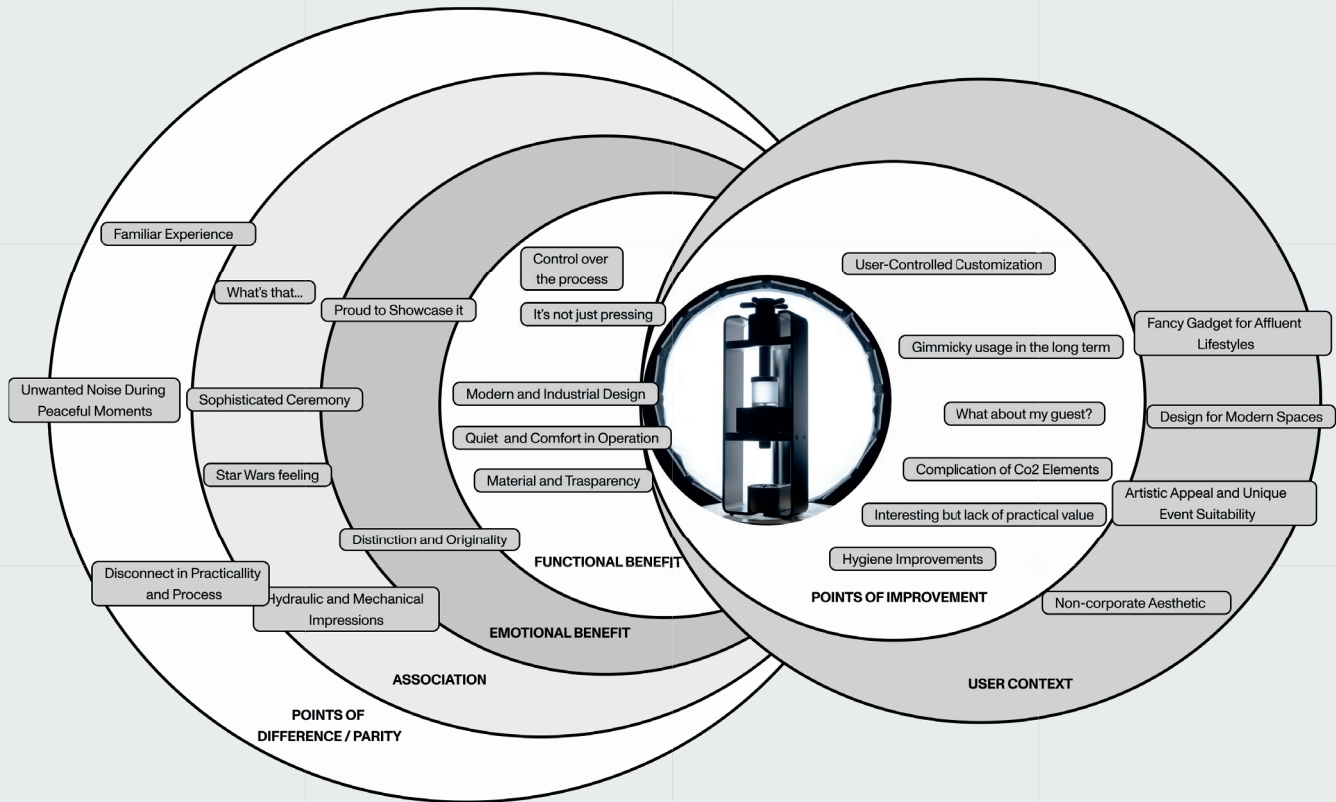 Familiar Experience
What's that...
Proud to Showcase it
Unwanted Noise During
Peaceful Moments
Sophisticated Ceremony
Star Wars feeling
Distinction and Originality
Disconnect in Practicallity
and Process
Hydraulic and Mechanical
Impressions
Control over
the process
It's not just pressing
Modern and Industrial Design
Quiet and Comfort in Operation
Material and Trasparency
FUNCTIONAL BENEFIT
EMOTIONAL BENEFIT
ASSOCIATION
POINTS OF
DIFFERENCE / PARITY
User-Controlled Customization
Gimmicky usage in the long term
What about my guest?
Complication of Co2 Elements
Interesting but lack of practical value
Hygiene Improvements
POINTS OF IMPROVEMENT
Fancy Gadget for Affluent
Lifestyles
Design for Modern Spaces
Artistic Appeal and Unique
Event Suitability
Non-corporate Aesthetic
USER CONTEXT